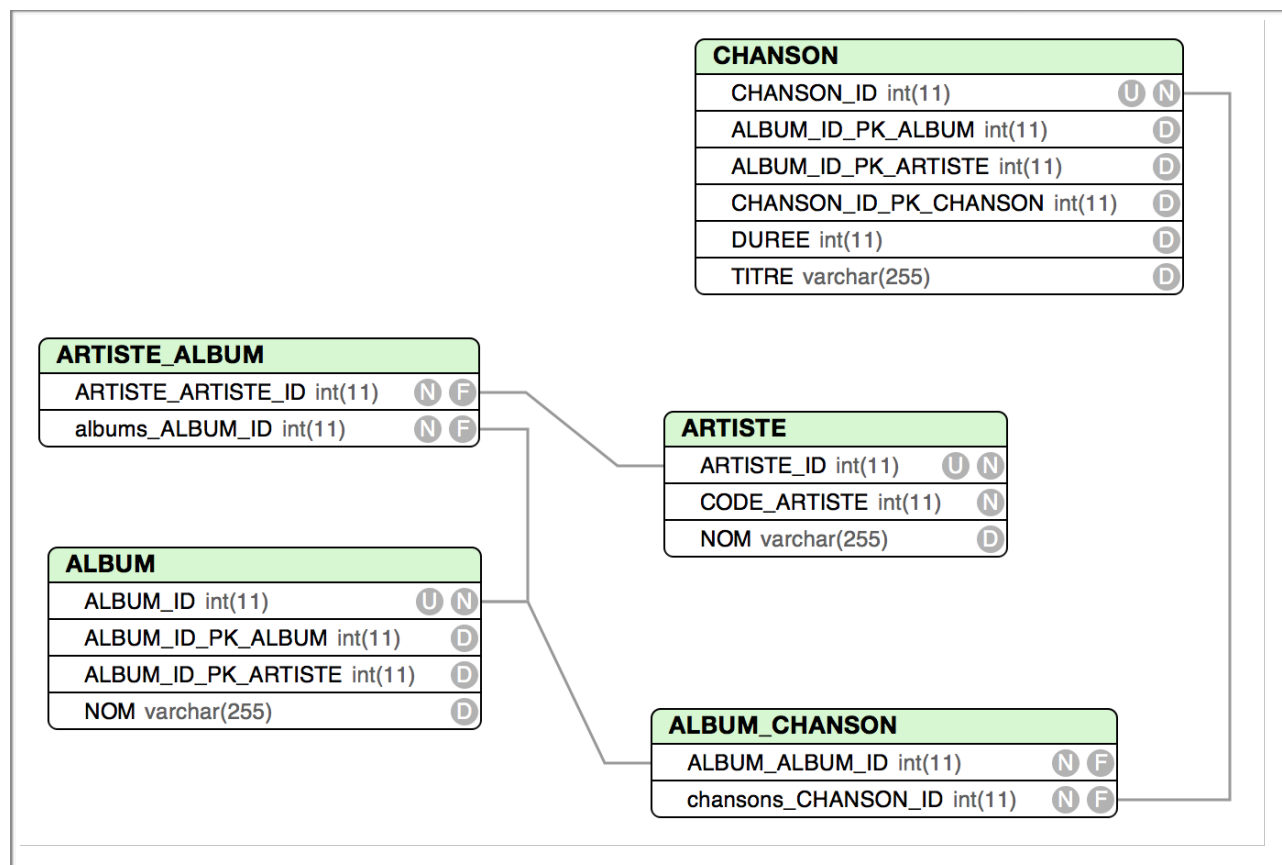 CHANSON
CHANSON_ID int(11) U N
ALBUM_ID_PK_ALBUM int(11) D
ALBUM_ID_PK_ARTISTE int(11) D
CHANSON_ID_PK_CHANSON int(11) D
DUREE int(11) D
TITRE varchar(255) D
ARTISTE_ALBUM
ARTISTE_ARTISTE_ID int(11) N F
albums_ALBUM_ID int(11) N F
ARTISTE
ARTISTE_ID int(11) U N
CODE_ARTISTE int(11) N
NOM varchar(255) D
ALBUM
ALBUM_ID int(11) U N
ALBUM_ID_PK_ALBUM int(11) D
ALBUM_ID_PK_ARTISTE int(11) D
NOM varchar(255) D
ALBUM_CHANSON
ALBUM_ALBUM_ID int(11) N F
chansons_CHANSON_ID int(11) N F